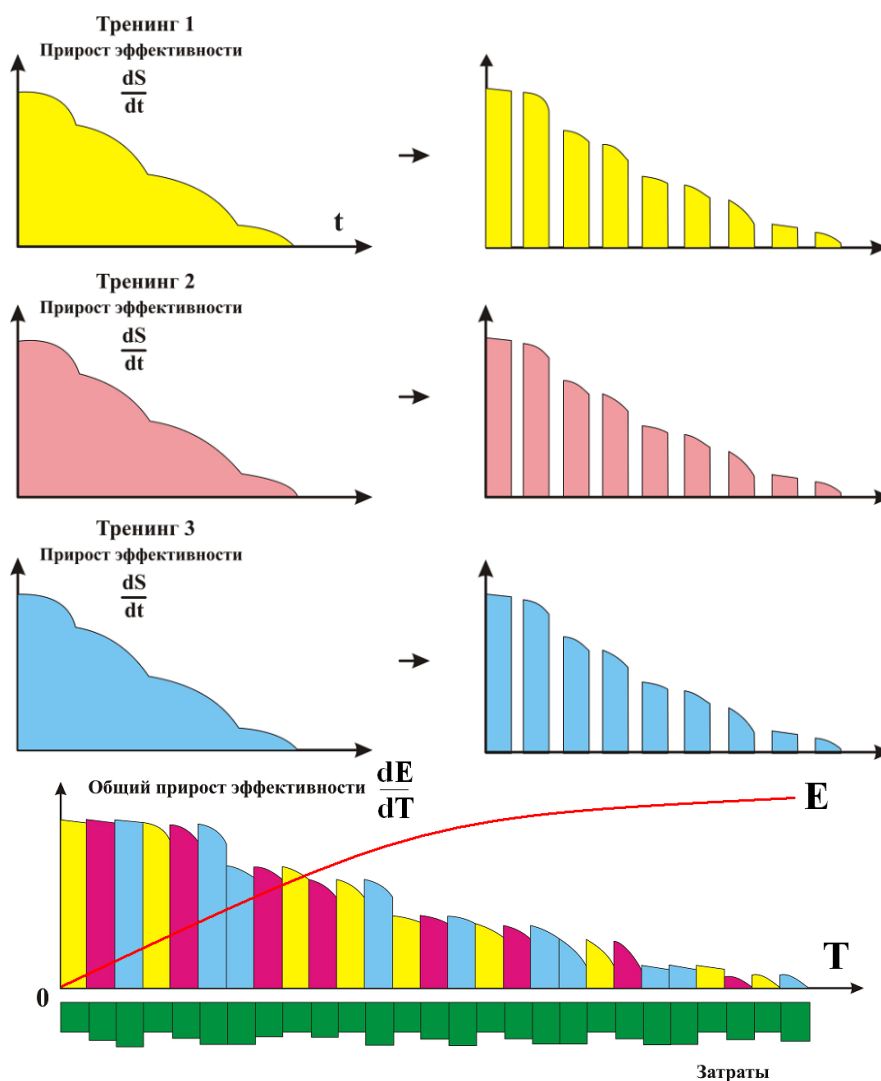 Тренинг 1
Прирост эффективности
dS
dt
t
Тренинг 2
Прирост эффективности
dS
dt
Тренинг 3
Прирост эффективности
dS
dt
Общий прирост эффективности
dE
dT
E
T
0
Затраты